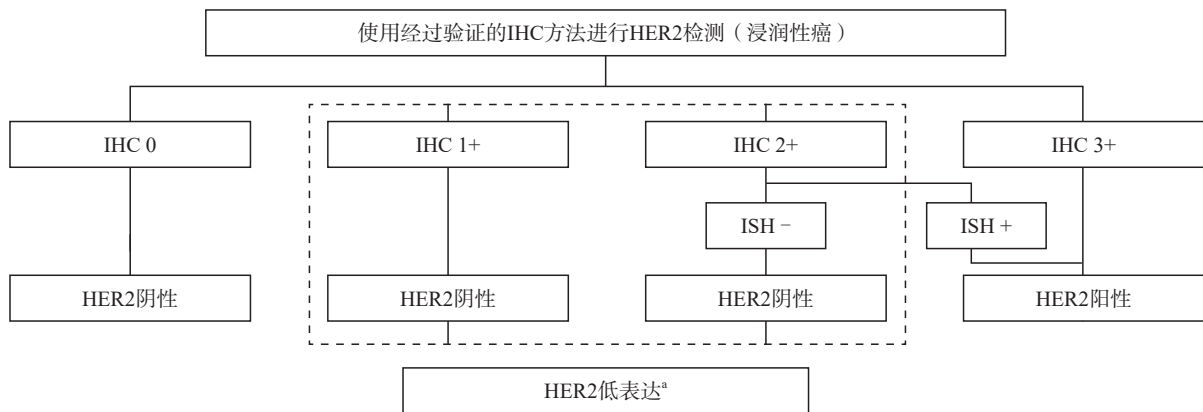 使用经过验证的IHC方法进行HER2检测（浸润性癌）
IHC 0
IHC 1+
IHC 2+
IHC 3+
ISH −
ISH +
HER2阴性
HER2阴性
HER2阴性
HER2阳性
HER2低表达ᵃ